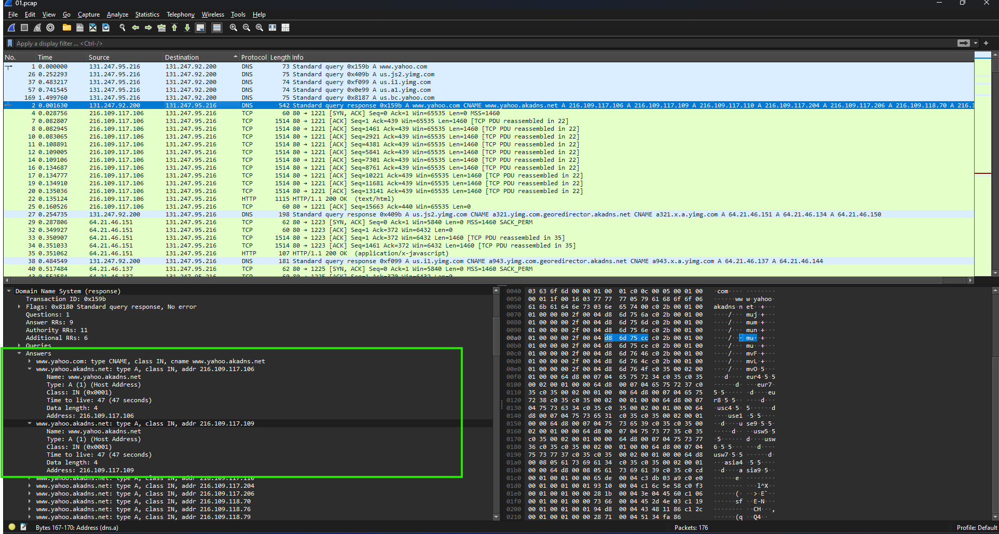 01.pcap
File Edit View Go Capture Analyze Statistics Telephony Wireless Tools Help
Apply a display filter ... <Ctrl-/>
No. Time Source Destination Protocol Length Info
1 0.000000 131.247.95.216 131.247.92.200 DNS 73 Standard query 0x159b A www.yahoo.com
26 0.252293 131.247.95.216 131.247.92.200 DNS 75 Standard query 0x409b A us.js2.yimg.com
37 0.483217 131.247.95.216 131.247.92.200 DNS 74 Standard query 0xf099 A us.i1.yimg.com
57 0.741545 131.247.95.216 131.247.92.200 DNS 74 Standard query 0x0e99 A us.a1.yimg.com
169 1.499760 131.247.95.216 131.247.92.200 DNS 75 Standard query 0x8187 A us.bc.yahoo.com
2 0.001630 131.247.92.200 131.247.95.216 DNS 542 Standard query response 0x159b A www.yahoo.com CNAME www.yahoo.akadns.net A 216.109.117.106 A 216.109.117.109 A 216.109.117.110 A 216.109.117.204 A 216.109.117.206 A 216.109.118.70 A 216.1
4 0.028756 216.109.117.106 131.247.95.216 TCP 60 80 → 1221 [SYN, ACK] Seq=0 Ack=1 Win=65535 Len=0 MSS=1460
7 0.082807 216.109.117.106 131.247.95.216 TCP 1514 80 → 1221 [ACK] Seq=1 Ack=439 Win=65535 Len=1460 [TCP PDU reassembled in 22]
8 0.082945 216.109.117.106 131.247.95.216 TCP 1514 80 → 1221 [ACK] Seq=1461 Ack=439 Win=65535 Len=1460 [TCP PDU reassembled in 22]
10 0.083065 216.109.117.106 131.247.95.216 TCP 1514 80 → 1221 [ACK] Seq=2921 Ack=439 Win=65535 Len=1460 [TCP PDU reassembled in 22]
11 0.108891 216.109.117.106 131.247.95.216 TCP 1514 80 → 1221 [ACK] Seq=4381 Ack=439 Win=65535 Len=1460 [TCP PDU reassembled in 22]
12 0.109005 216.109.117.106 131.247.95.216 TCP 1514 80 → 1221 [ACK] Seq=5841 Ack=439 Win=65535 Len=1460 [TCP PDU reassembled in 22]
14 0.109106 216.109.117.106 131.247.95.216 TCP 1514 80 → 1221 [ACK] Seq=7301 Ack=439 Win=65535 Len=1460 [TCP PDU reassembled in 22]
16 0.134687 216.109.117.106 131.247.95.216 TCP 1514 80 → 1221 [ACK] Seq=8761 Ack=439 Win=65535 Len=1460 [TCP PDU reassembled in 22]
17 0.134777 216.109.117.106 131.247.95.216 TCP 1514 80 → 1221 [ACK] Seq=10221 Ack=439 Win=65535 Len=1460 [TCP PDU reassembled in 22]
19 0.134910 216.109.117.106 131.247.95.216 TCP 1514 80 → 1221 [ACK] Seq=11681 Ack=439 Win=65535 Len=1460 [TCP PDU reassembled in 22]
20 0.135036 216.109.117.106 131.247.95.216 TCP 1514 80 → 1221 [ACK] Seq=13141 Ack=439 Win=65535 Len=1460 [TCP PDU reassembled in 22]
22 0.135124 216.109.117.106 131.247.95.216 HTTP 1115 HTTP/1.1 200 OK  (text/html)
25 0.160526 216.109.117.106 131.247.95.216 TCP 60 80 → 1221 [ACK] Seq=15663 Ack=440 Win=65535 Len=0
27 0.254735 131.247.92.200 131.247.95.216 DNS 198 Standard query response 0x409b A us.js2.yimg.com CNAME a321.yimg.com.georedirector.akadns.net CNAME a321.x.a.yimg.com A 64.21.46.151 A 64.21.46.134 A 64.21.46.150
29 0.287806 64.21.46.151 131.247.95.216 TCP 62 80 → 1223 [SYN, ACK] Seq=0 Ack=1 Win=5840 Len=0 MSS=1460 SACK_PERM
32 0.349927 64.21.46.151 131.247.95.216 TCP 60 80 → 1223 [ACK] Seq=1 Ack=372 Win=6432 Len=0
33 0.350907 64.21.46.151 131.247.95.216 TCP 1514 80 → 1223 [ACK] Seq=1 Ack=372 Win=6432 Len=1460 [TCP PDU reassembled in 35]
34 0.351033 64.21.46.151 131.247.95.216 TCP 1514 80 → 1223 [ACK] Seq=1461 Ack=372 Win=6432 Len=1460 [TCP PDU reassembled in 35]
35 0.351062 64.21.46.151 131.247.95.216 HTTP 107 HTTP/1.1 200 OK  (application/x-javascript)
38 0.484549 131.247.92.200 131.247.95.216 DNS 181 Standard query response 0xf099 A us.i1.yimg.com CNAME a943.yimg.com.georedirector.akadns.net CNAME a943.x.a.yimg.com A 64.21.46.137 A 64.21.46.144
40 0.517484 64.21.46.137 131.247.95.216 TCP 62 80 → 1225 [SYN, ACK] Seq=0 Ack=1 Win=5840 Len=0 MSS=1460 SACK_PERM
Domain Name System (response)
Transaction ID: 0x159b
Flags: 0x8180 Standard query response, No error
Questions: 1
Answer RRs: 9
Authority RRs: 11
Additional RRs: 6
Queries
Answers
www.yahoo.com: type CNAME, class IN, cname www.yahoo.akadns.net
www.yahoo.akadns.net: type A, class IN, addr 216.109.117.106
Name: www.yahoo.akadns.net
Type: A (1) (Host Address)
Class: IN (0x0001)
Time to live: 47 (47 seconds)
Data length: 4
Address: 216.109.117.106
www.yahoo.akadns.net: type A, class IN, addr 216.109.117.109
Name: www.yahoo.akadns.net
Type: A (1) (Host Address)
Class: IN (0x0001)
Time to live: 47 (47 seconds)
Data length: 4
Address: 216.109.117.109
www.yahoo.akadns.net: type A, class IN, addr 216.109.117.110
www.yahoo.akadns.net: type A, class IN, addr 216.109.117.204
www.yahoo.akadns.net: type A, class IN, addr 216.109.117.206
www.yahoo.akadns.net: type A, class IN, addr 216.109.118.70
www.yahoo.akadns.net: type A, class IN, addr 216.109.118.76
www.yahoo.akadns.net: type A, class IN, addr 216.109.118.79
0040 03 63 6f 6d 00 00 01 00 01 c0 0c 00 05 00 01 00 ·com···· ········
0050 00 01 1f 00 16 03 77 77 77 05 79 61 68 6f 6f 06 ······ww w·yahoo·
0060 61 6b 61 64 6e 73 03 6e 65 74 00 c0 2b 00 01 00 akadns·n et··+···
0070 01 00 00 00 2f 00 04 d8 6d 75 6a c0 2b 00 01 00 ····/··· muj·+···
0080 01 00 00 00 2f 00 04 d8 6d 75 6d c0 2b 00 01 00 ····/··· mum·+···
0090 01 00 00 00 2f 00 04 d8 6d 75 6e c0 2b 00 01 00 ····/··· mun·+···
00a0 01 00 00 00 2f 00 04 d8 6d 75 cc c0 2b 00 01 00 ····/··· mu··+···
00b0 01 00 00 00 2f 00 04 d8 6d 75 ce c0 2b 00 01 00 ····/··· mu··+···
00c0 01 00 00 00 2f 00 04 d8 6d 76 46 c0 2b 00 01 00 ····/··· mvF·+···
00d0 01 00 00 00 2f 00 04 d8 6d 76 4c c0 2b 00 01 00 ····/··· mvL·+···
00e0 01 00 00 00 2f 00 04 d8 6d 76 4f c0 35 00 02 00 ····/··· mvO·5···
00f0 01 00 00 64 d8 00 07 04 65 75 72 34 c0 35 c0 35 ···d···· eur4·5·5
0100 00 02 00 01 00 00 64 d8 00 07 04 65 75 72 37 c0 ······d· ···eur7·
0110 35 c0 35 00 02 00 01 00 00 64 d8 00 07 04 65 75 5·5····· ·d····eu
0120 72 38 c0 35 c0 35 00 02 00 01 00 00 64 d8 00 07 r8·5·5·· ····d···
0130 04 75 73 63 34 c0 35 c0 35 00 02 00 01 00 00 64 ·usc4·5· 5······d
0140 d8 00 07 04 75 73 65 31 c0 35 c0 35 00 02 00 01 ····use1 ·5·5····
0150 00 00 64 d8 00 07 04 75 73 65 39 c0 35 c0 35 00 ··d····u se9·5·5·
0160 02 00 01 00 00 64 d8 00 07 04 75 73 77 35 c0 35 ·····d·· ··usw5·5
0170 c0 35 00 02 00 01 00 00 64 d8 00 07 04 75 73 77 ·5······ d····usw
0180 36 c0 35 c0 35 00 02 00 01 00 00 64 d8 00 07 04 6·5·5··· ···d····
0190 75 73 77 37 c0 35 c0 35 00 02 00 01 00 00 64 d8 usw7·5·5 ······d·
01a0 00 08 05 61 73 69 61 34 c0 35 c0 35 00 02 00 01 ···asia4 ·5·5····
01b0 00 00 64 d8 00 08 05 61 73 69 61 39 c0 35 c0 cd ··d····a sia9·5··
01c0 00 01 00 01 00 00 65 de 00 04 c3 db 03 a9 c0 e0 ······e· ········
01d0 00 01 00 01 00 01 93 10 00 04 c1 6c 5e 58 c0 f3 ········ ···l^X··
01e0 00 01 00 01 00 00 28 1b 00 04 3e 04 45 60 c1 06 ······(· ··>·E`··
01f0 00 01 00 01 00 00 73 66 00 04 45 2d 4e 03 c1 19 ······sf ··E-N···
0200 00 01 00 01 00 01 94 d8 00 04 43 48 11 86 c1 2c ········ ··CH···,
0210 00 01 00 01 00 00 28 71 00 04 51 34 fa 86 ······(q ··Q4··
Bytes 167-170: Address (dns.a)
Packets: 176
Profile: Default